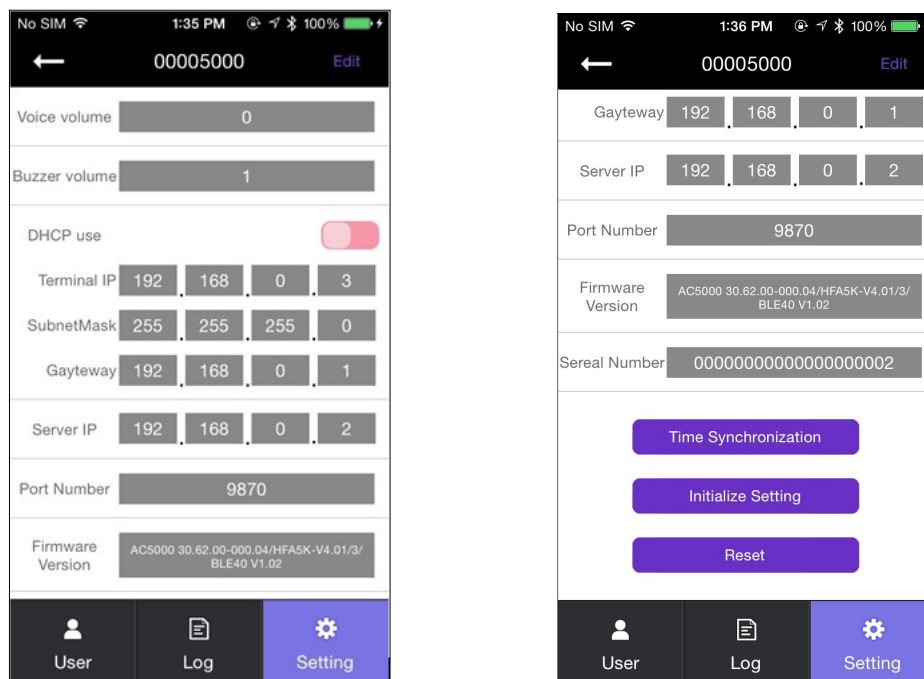 No SIM 1:35 PM 100%
00005000 Edit
Voice volume 0
Buzzer volume 1
DHCP use
Terminal IP 192 . 168 . 0 . 3
SubnetMask 255 . 255 . 255 . 0
Gayteway 192 . 168 . 0 . 1
Server IP 192 . 168 . 0 . 2
Port Number 9870
Firmware Version AC5000 30.62.00-000.04/HFA5K-V4.01/3/
BLE40 V1.02
User Log Setting
No SIM 1:36 PM 100%
00005000 Edit
Gayteway 192 . 168 . 0 . 1
Server IP 192 . 168 . 0 . 2
Port Number 9870
Firmware Version AC5000 30.62.00-000.04/HFA5K-V4.01/3/
BLE40 V1.02
Sereal Number 00000000000000000002
Time Synchronization
Initialize Setting
Reset
User Log Setting